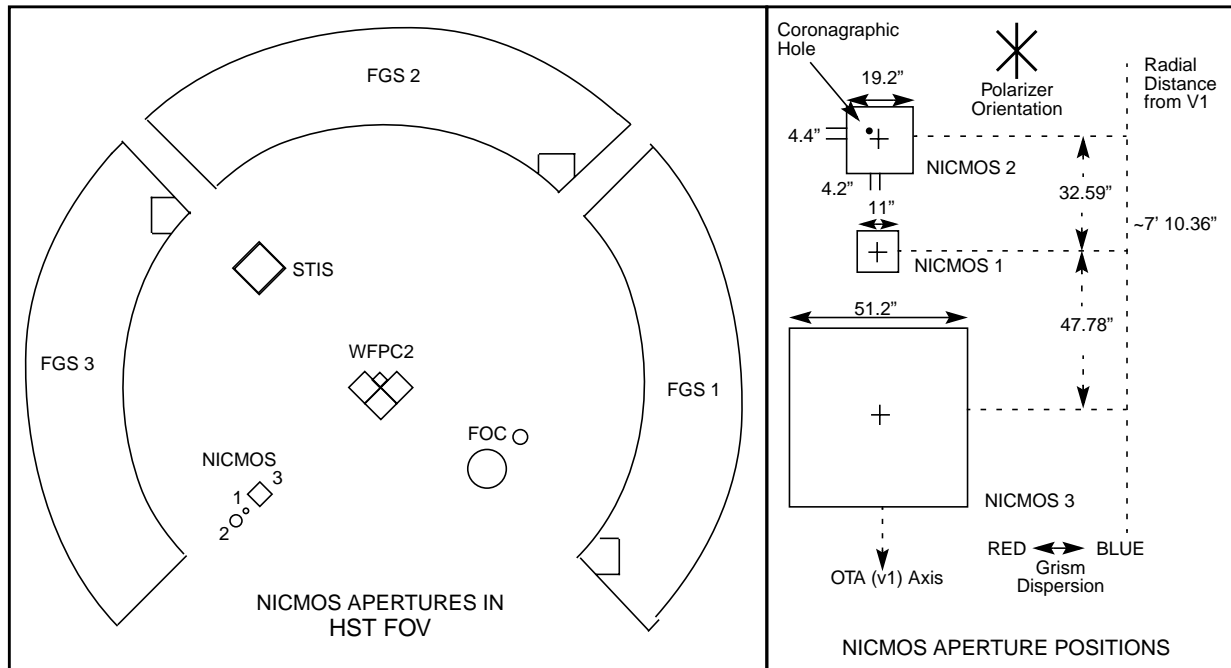 FGS 2
FGS 3
STIS
WFPC2
FGS 1
FOC
NICMOS
3
1
2
NICMOS APERTURES IN
HST FOV
Coronagraphic
Hole
19.2”
Polarizer
Orientation
Radial
Distance
from V1
4.4”
NICMOS 2
4.2”
11”
32.59”
~7’ 10.36”
NICMOS 1
51.2”
47.78”
NICMOS 3
RED
BLUE
Grism
Dispersion
OTA (v1) Axis
NICMOS APERTURE POSITIONS